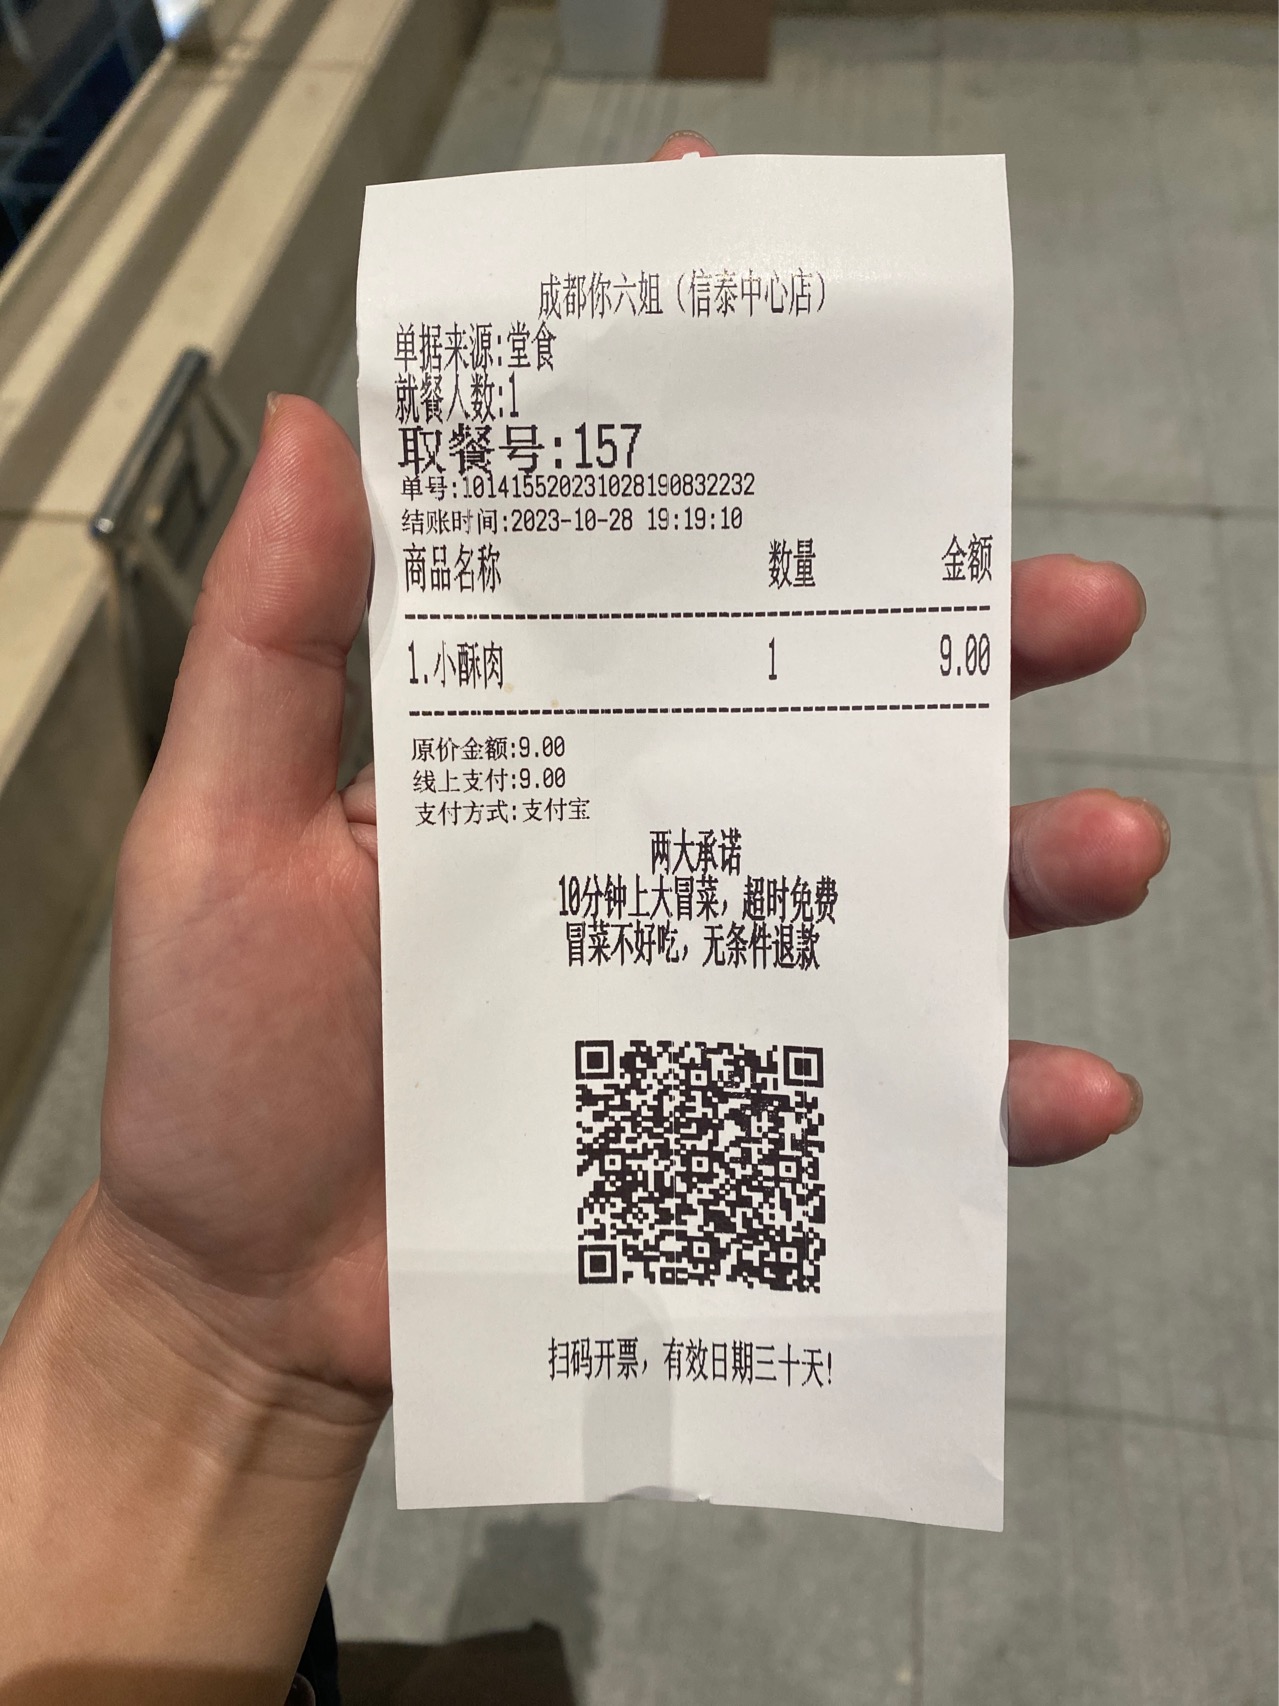 成都你六姐（信泰中心店）
单据来源:堂食
就餐人数:1
取餐号:157
单号:10141552023102819083​2232
结账时间:2023-10-28 19:19:10
商品名称 数量 金额
1.小酥肉 1 9.00
原价金额:9.00
线上支付:9.00
支付方式:支付宝
两大承诺
10分钟上大冒菜，超时免费
冒菜不好吃，无条件退款
扫码开票，有效日期三十天!